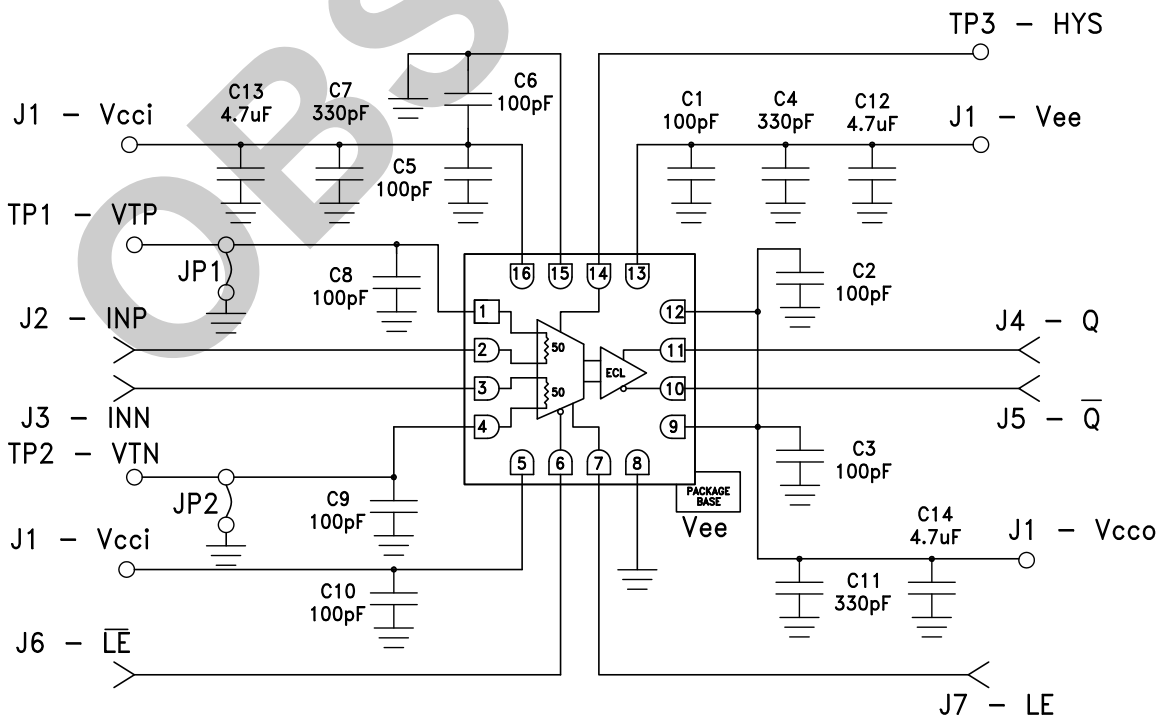 TP3 - HYS
C6
100pF
C13
4.7uF
C7
330pF
C1
100pF
C4
330pF
C12
4.7uF
J1 - Vcci
J1 - Vee
C5
100pF
TP1 - VTP
JP1
C8
100pF
16
15
14
13
C2
100pF
J2 - INP
1
12
J4 - Q
2
50
11
ECL
3
50
10
J3 - INN
J5 - Q̅
4
9
TP2 - VTN
C3
100pF
5
6
7
8
JP2
C9
100pF
PACKAGE
BASE
Vee
C14
4.7uF
J1 - Vcci
J1 - Vcco
C10
100pF
C11
330pF
J6 - L̅E̅
J7 - LE
OBS